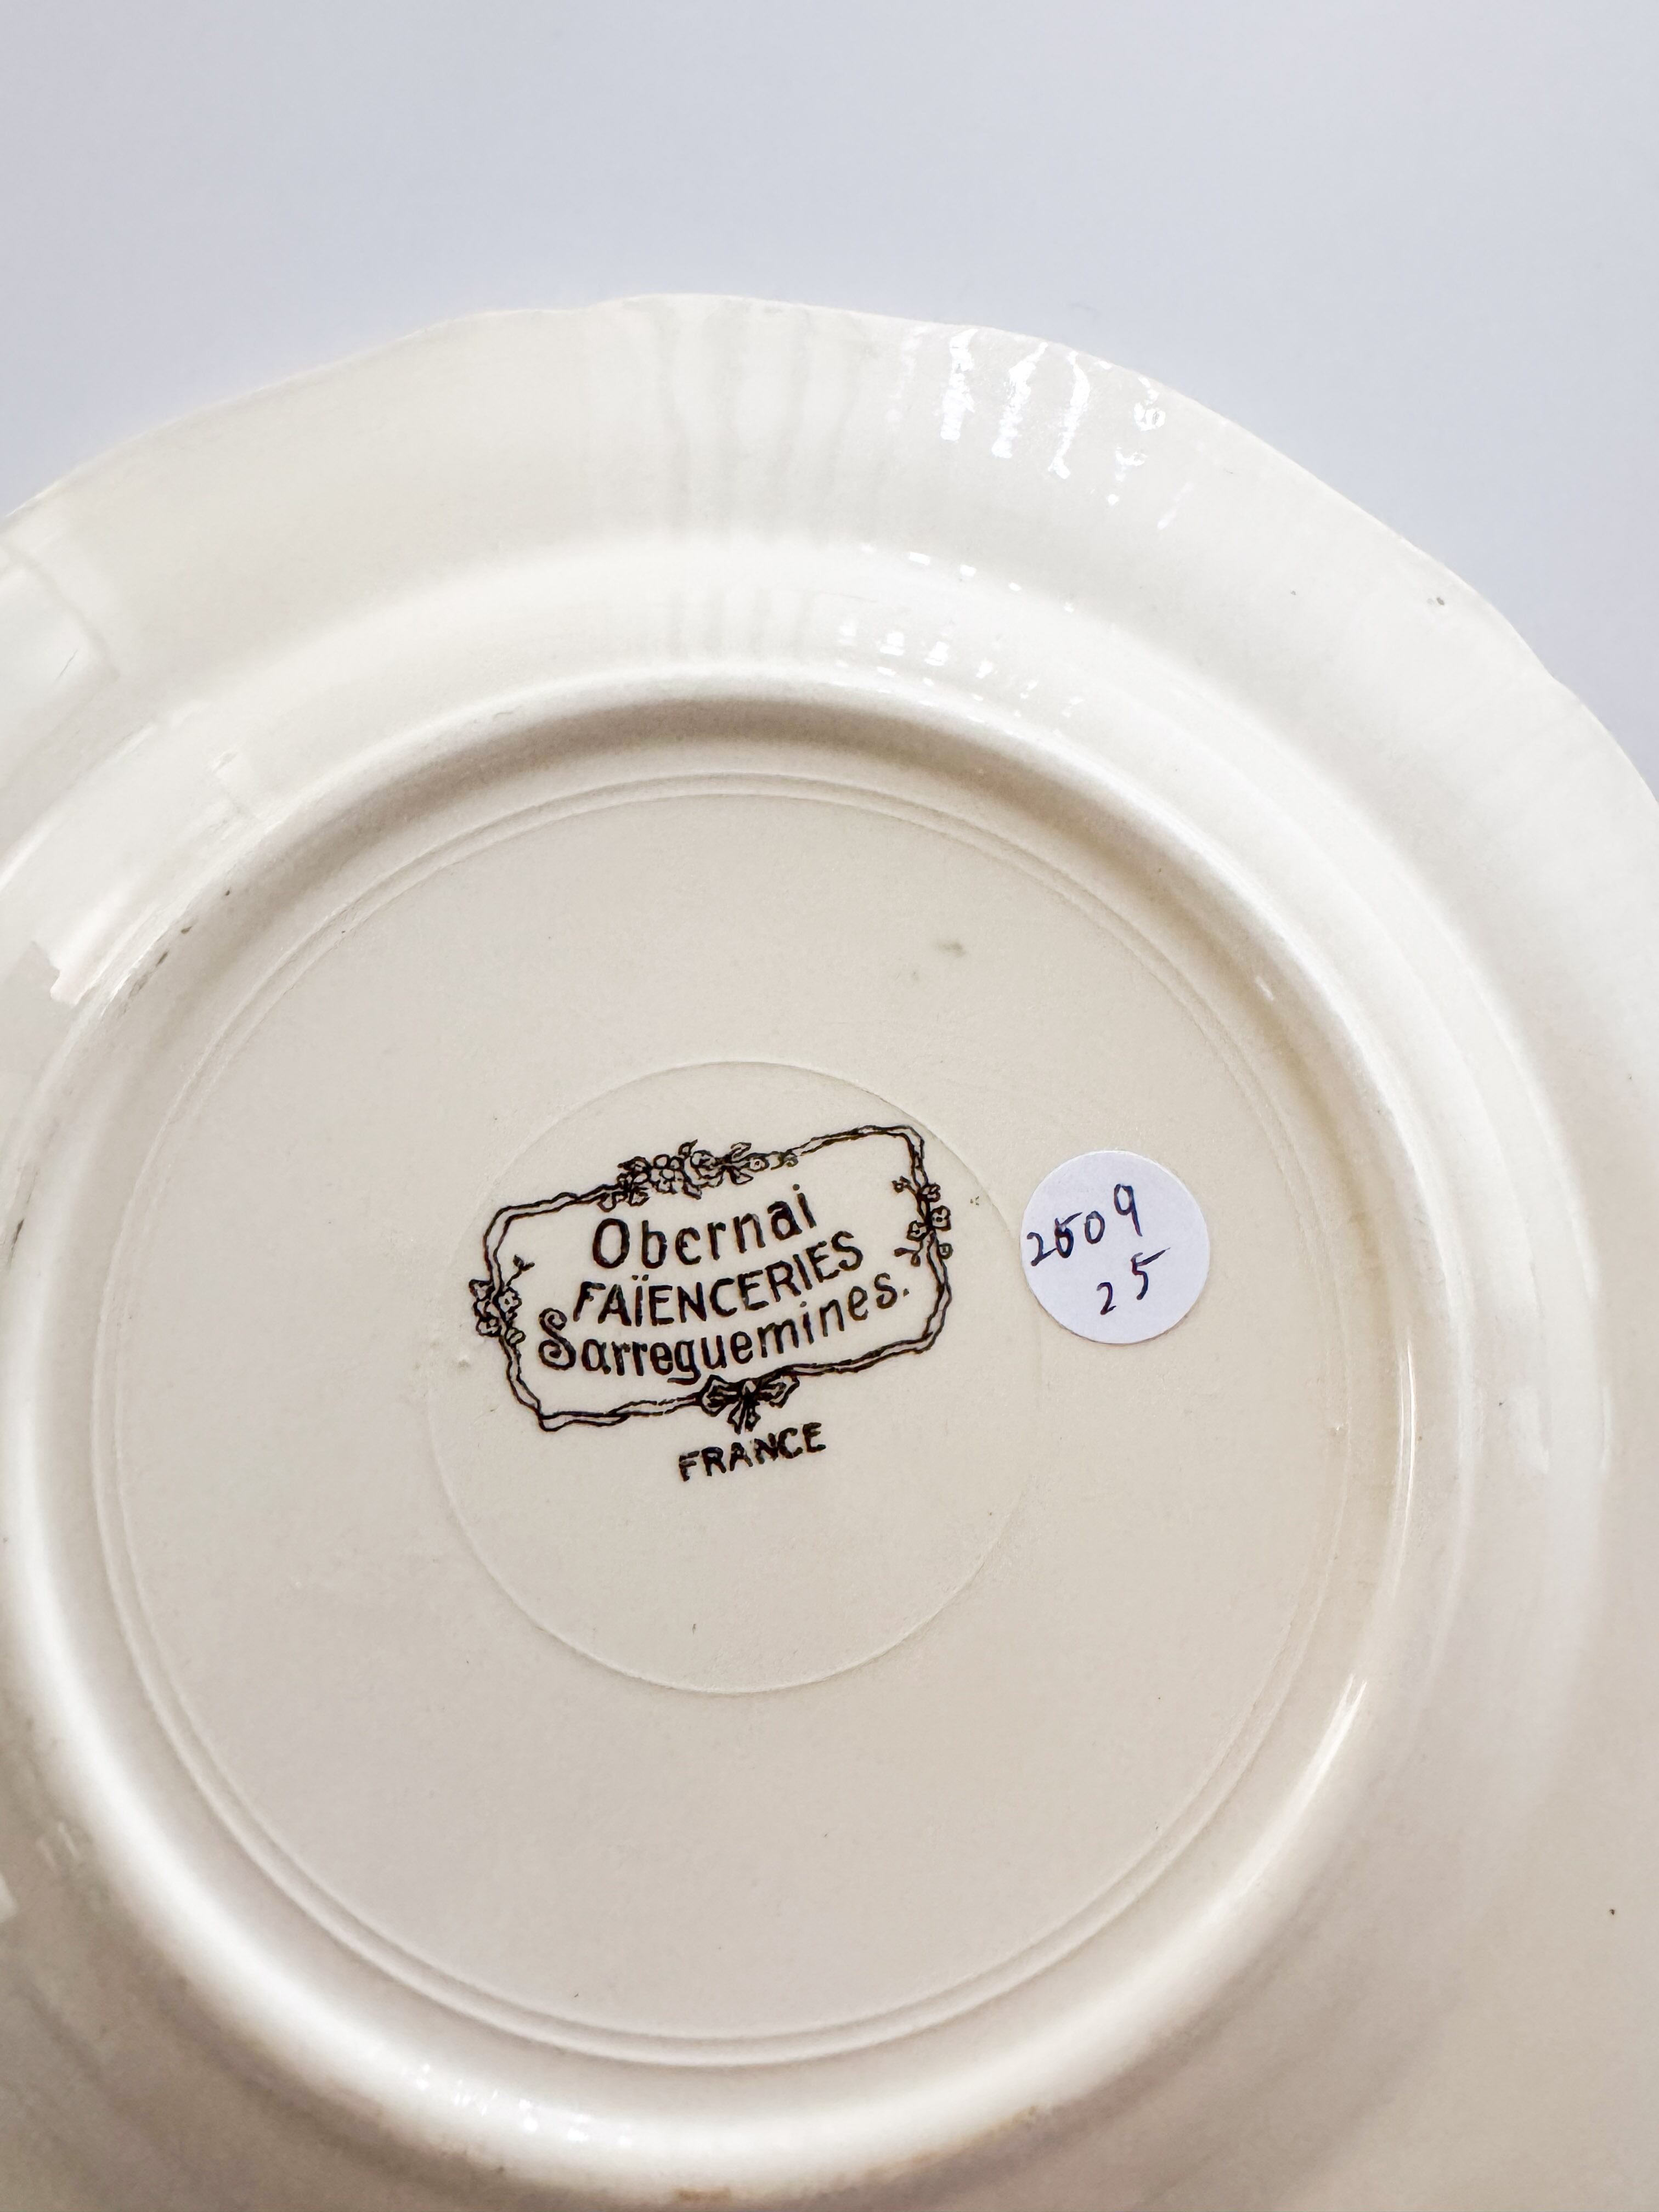 Obernai
FAÏENCERIES
Sarreguemines.
FRANCE
2509
25